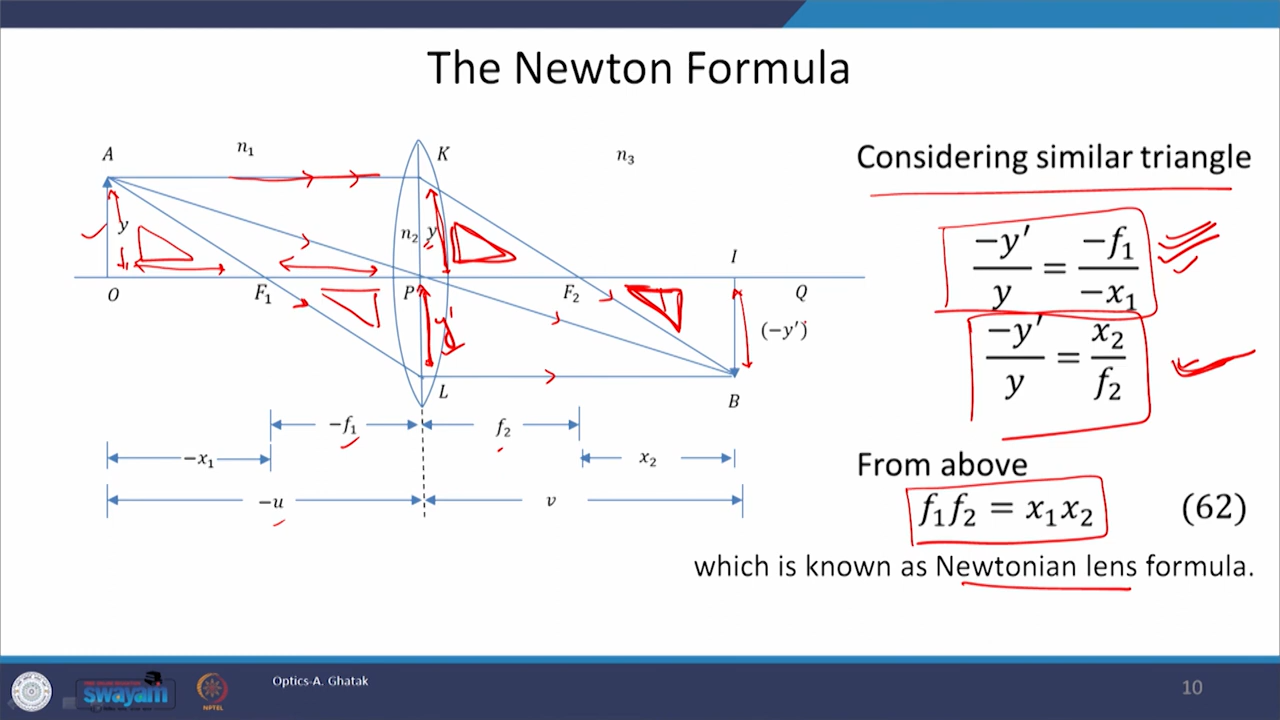 The Newton Formula
A
n₁
K
n₃
Considering similar triangle
y
n₂
y
-y′/y = -f₁/-x₁
O
F₁
P
F₂
I
Q
y'
(-y′)
-y′/y = x₂/f₂
L
B
-f₁
f₂
-x₁
x₂
From above
-u
v
f₁f₂ = x₁x₂ (62)
which is known as Newtonian lens formula.
Optics-A. Ghatak
swayam
NPTEL
10